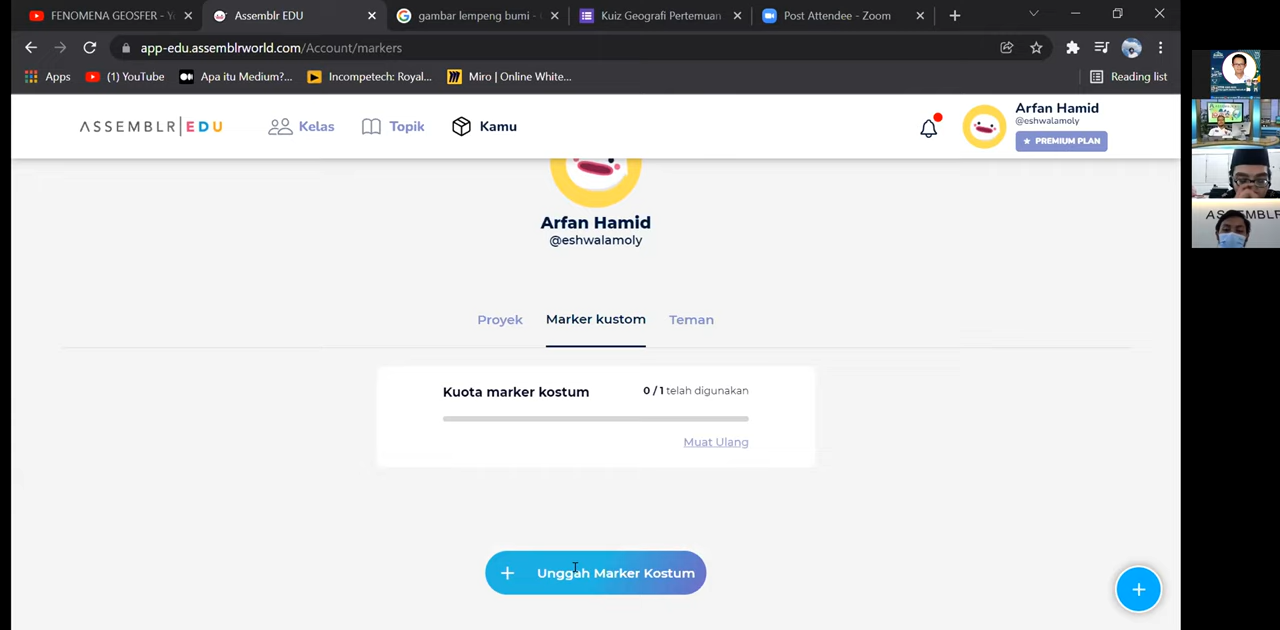 FENOMENA GEOSFER - Y
Assemblr EDU
gambar lempeng bumi -
Kuiz Geografi Pertemuan
Post Attendee - Zoom
app-edu.assemblrworld.com/Account/markers
Apps
(1) YouTube
Apa itu Medium?...
Incompetech: Royal...
Miro | Online White...
Reading list
ASSEMBLR|EDU
Kelas
Topik
Kamu
Arfan Hamid
@eshwalamoly
PREMIUM PLAN
Arfan Hamid
@eshwalamoly
Proyek
Marker kustom
Teman
Kuota marker kostum
0 / 1 telah digunakan
Muat Ulang
Unggah Marker Kostum